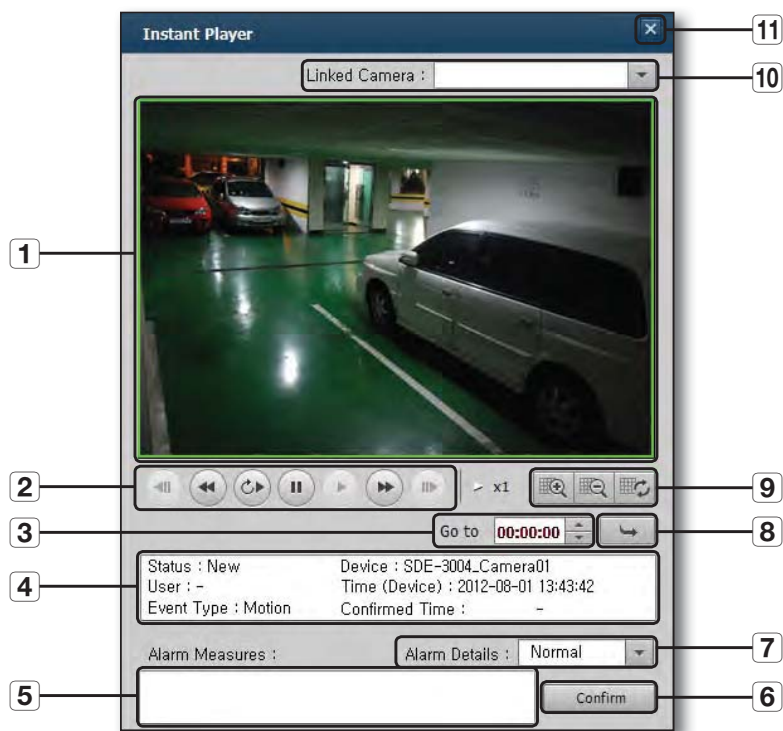 Instant Player
11
Linked Camera :
10
1
2
x1
9
3
Go to 00:00:00
8
4
Status : New Device : SDE-3004_Camera01
User : - Time (Device) : 2012-08-01 13:43:42
Event Type : Motion Confirmed Time : -
Alarm Measures : Alarm Details : Normal
7
5
Confirm
6